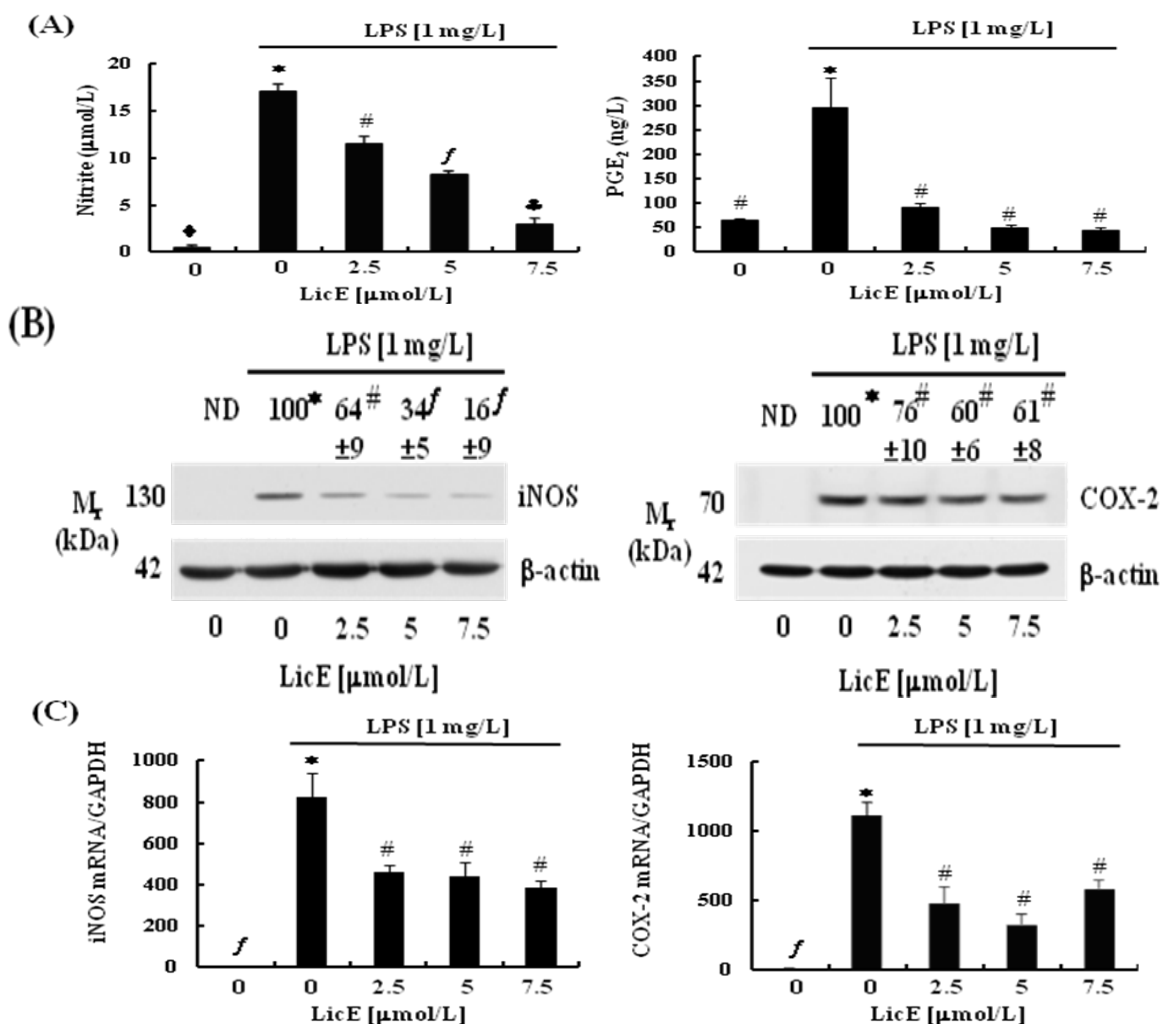 (A)
LPS [1 mg/L]
Nitrite (μmol/L)
20
15
10
5
0
* # ƒ
0 0 2.5 5 7.5
LicE [μmol/L]
LPS [1 mg/L]
PGE2 (ng/L)
400
350
300
250
200
150
100
50
0
# * # # #
0 0 2.5 5 7.5
LicE [μmol/L]
(B)
LPS [1 mg/L]
ND 100* 64# 34ƒ 16ƒ
±9 ±5 ±9
Mr
(kDa)
130 iNOS
42 β-actin
0 0 2.5 5 7.5
LicE [μmol/L]
LPS [1 mg/L]
ND 100* 76# 60# 61#
±10 ±6 ±8
Mr
(kDa)
70 COX-2
42 β-actin
0 0 2.5 5 7.5
LicE [μmol/L]
(C)
LPS [1 mg/L]
iNOS mRNA/GAPDH
1000
800
600
400
200
0
ƒ * # # #
0 0 2.5 5 7.5
LicE [μmol/L]
LPS [1 mg/L]
COX-2 mRNA/GAPDH
1500
1000
500
0
ƒ * # # #
0 0 2.5 5 7.5
LicE [μmol/L]